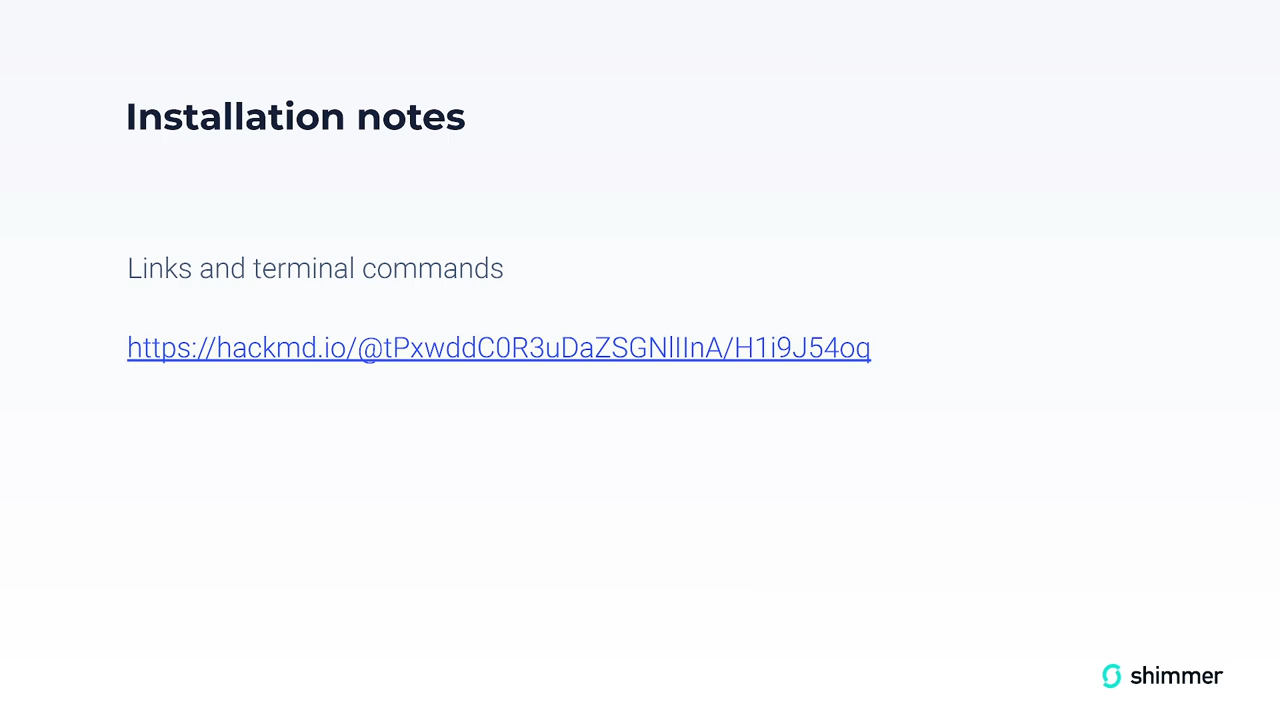 Installation notes
Links and terminal commands
https://hackmd.io/@tPxwddC0R3uDaZSGNlIInA/H1i9J54oq
shimmer